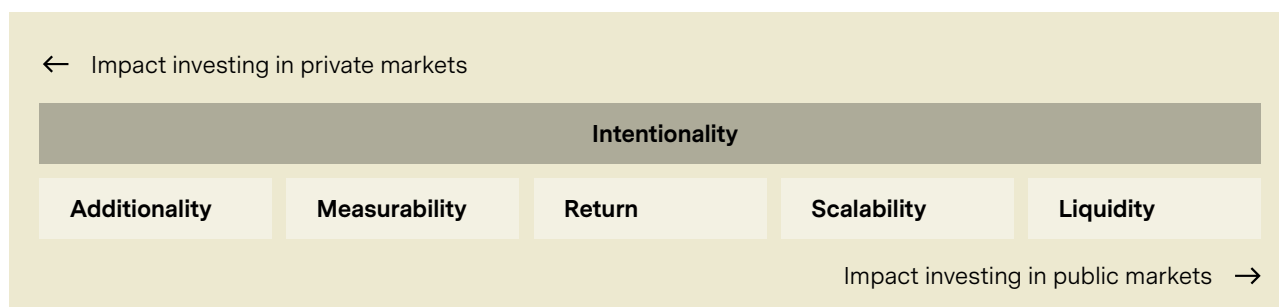 ← Impact investing in private markets
Intentionality
Additionality Measurability Return Scalability Liquidity
Impact investing in public markets →